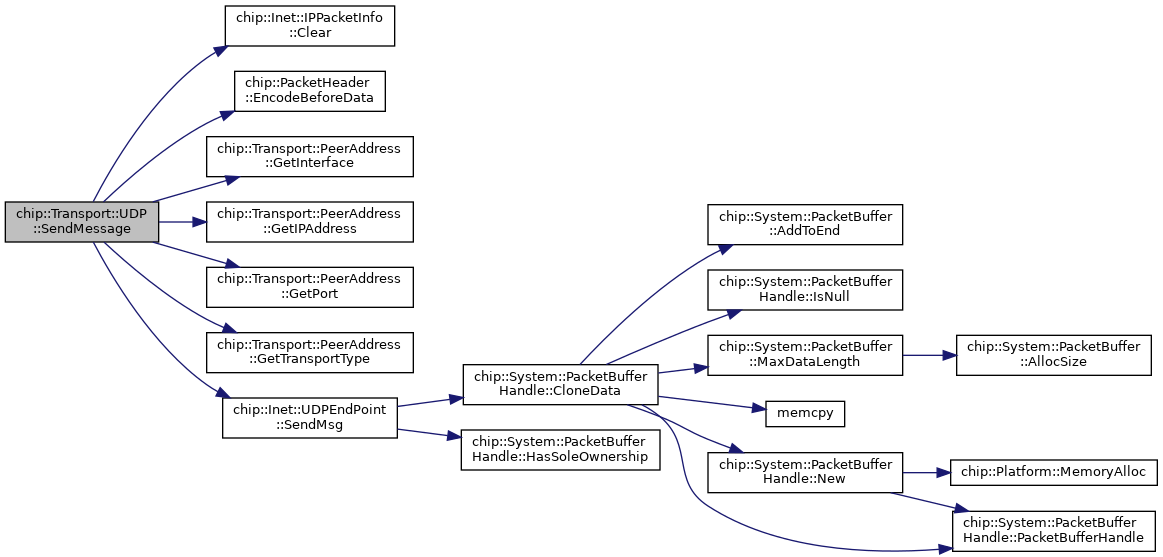 chip::Transport::UDP
::SendMessage
chip::Inet::IPPacketInfo
::Clear
chip::PacketHeader
::EncodeBeforeData
chip::Transport::PeerAddress
::GetInterface
chip::Transport::PeerAddress
::GetIPAddress
chip::Transport::PeerAddress
::GetPort
chip::Transport::PeerAddress
::GetTransportType
chip::Inet::UDPEndPoint
::SendMsg
chip::System::PacketBuffer
Handle::CloneData
chip::System::PacketBuffer
Handle::HasSoleOwnership
chip::System::PacketBuffer
::AddToEnd
chip::System::PacketBuffer
Handle::IsNull
chip::System::PacketBuffer
::MaxDataLength
memcpy
chip::System::PacketBuffer
Handle::New
chip::System::PacketBuffer
::AllocSize
chip::Platform::MemoryAlloc
chip::System::PacketBuffer
Handle::PacketBufferHandle